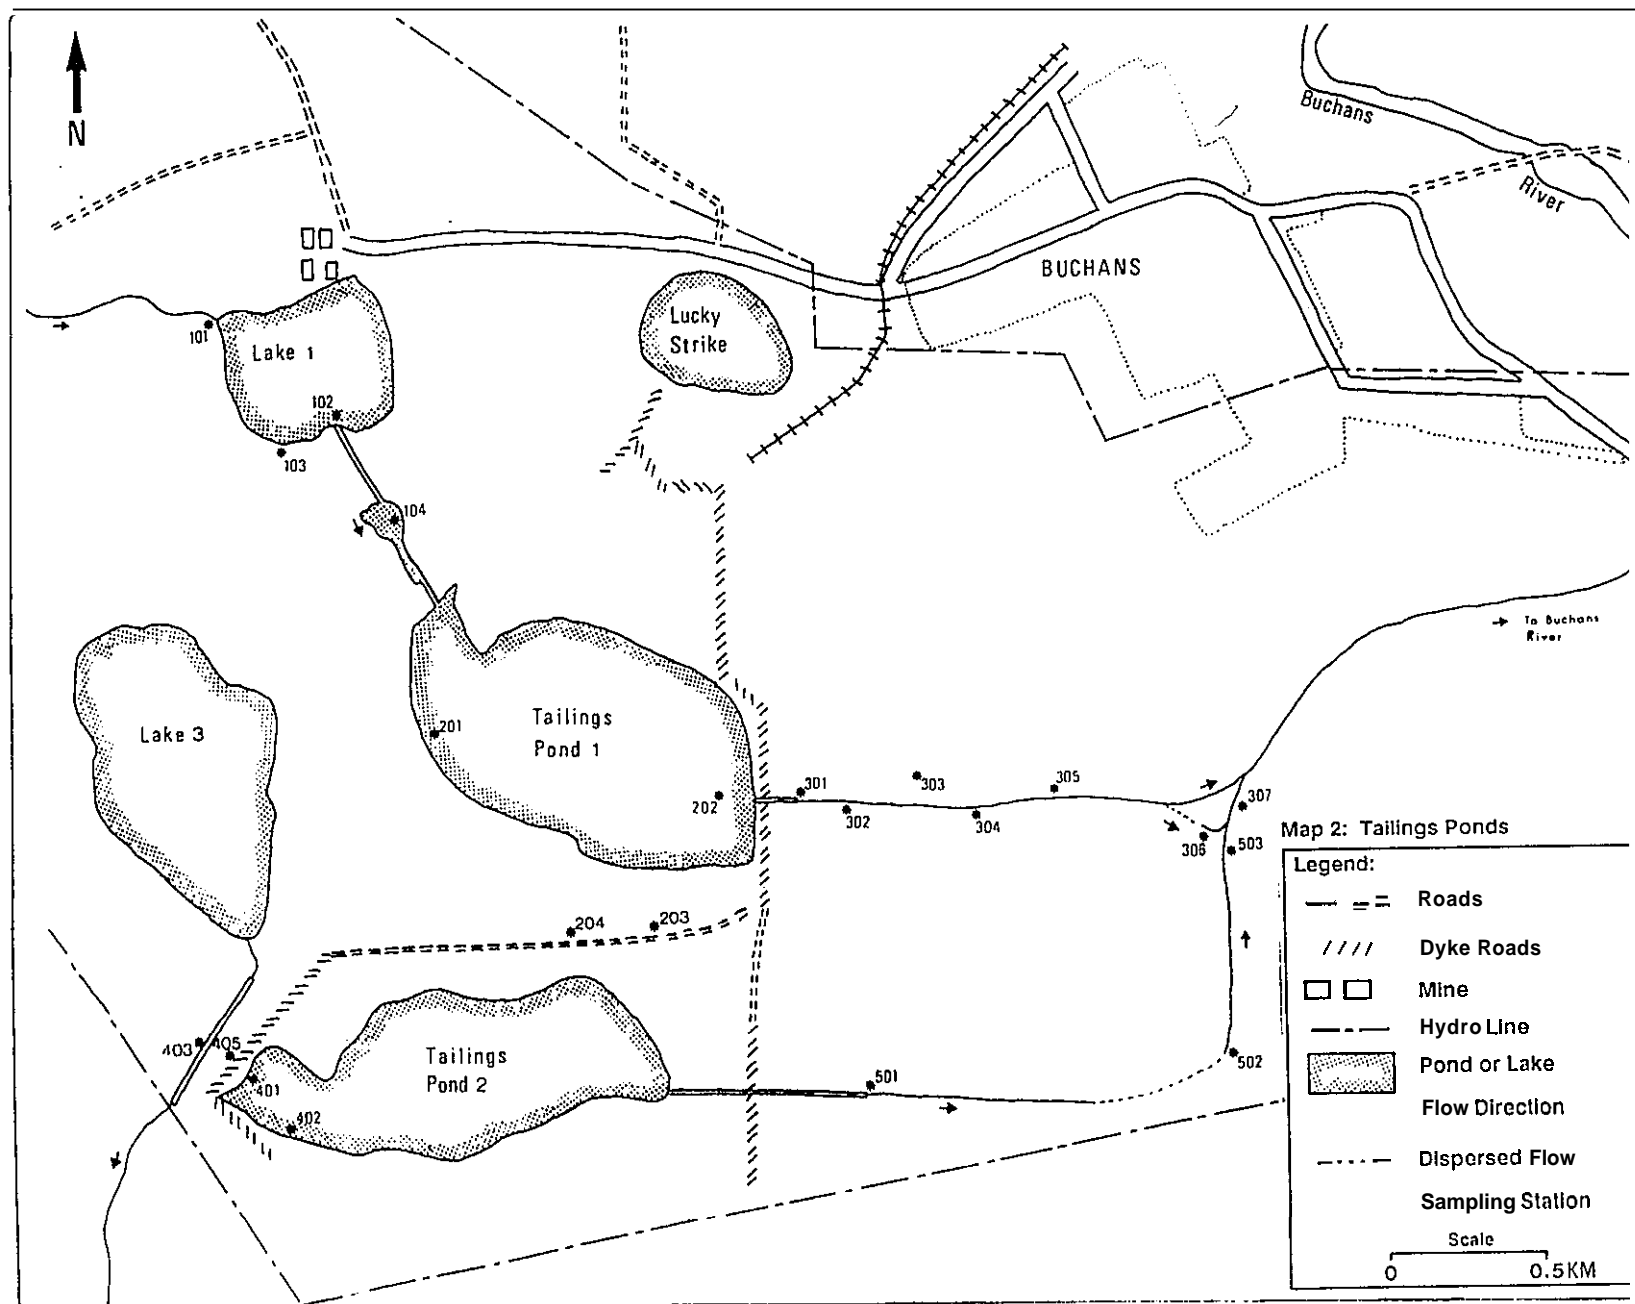 N
Buchans
River
BUCHANS
Lucky
Strike
101
Lake 1
102
103
104
To Buchans
River
Lake 3
201
Tailings
Pond 1
202
301
302
303
304
305
306
307
503
204
203
403
405
401
402
Tailings
Pond 2
501
502
Map 2: Tailings Ponds
Legend:
Roads
Dyke Roads
Mine
Hydro Line
Pond or Lake
Flow Direction
Dispersed Flow
Sampling Station
Scale
0 0.5KM